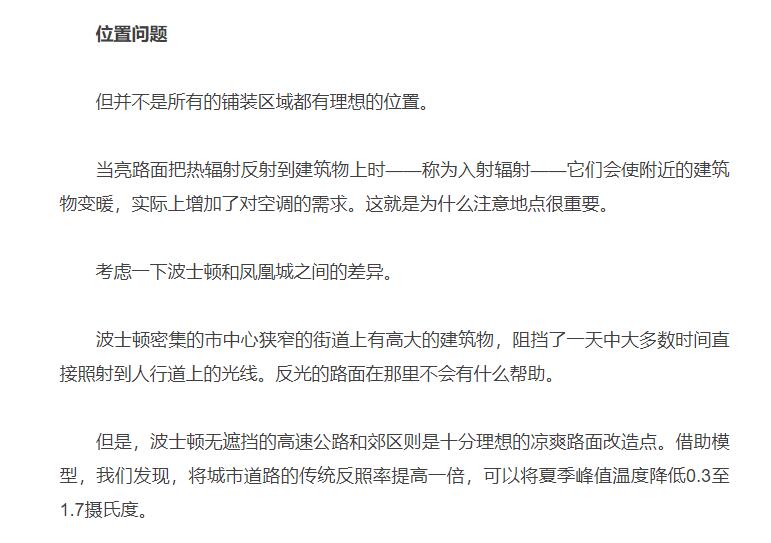 位置问题
但并不是所有的铺装区域都有理想的位置。
当亮路面把热辐射反射到建筑物上时——称为入射辐射——它们会使附近的建筑
物变暖，实际上增加了对空调的需求。这就是为什么注意地点很重要。
考虑一下波士顿和凤凰城之间的差异。
波士顿密集的市中心狭窄的街道上有高大的建筑物，阻挡了一天中大多数时间直
接照射到人行道上的光线。反光的路面在那里不会有什么帮助。
但是，波士顿无遮挡的高速公路和郊区则是十分理想的凉爽路面改造点。借助模
型，我们发现，将城市道路的传统反照率提高一倍，可以将夏季峰值温度降低0.3至
1.7摄氏度。